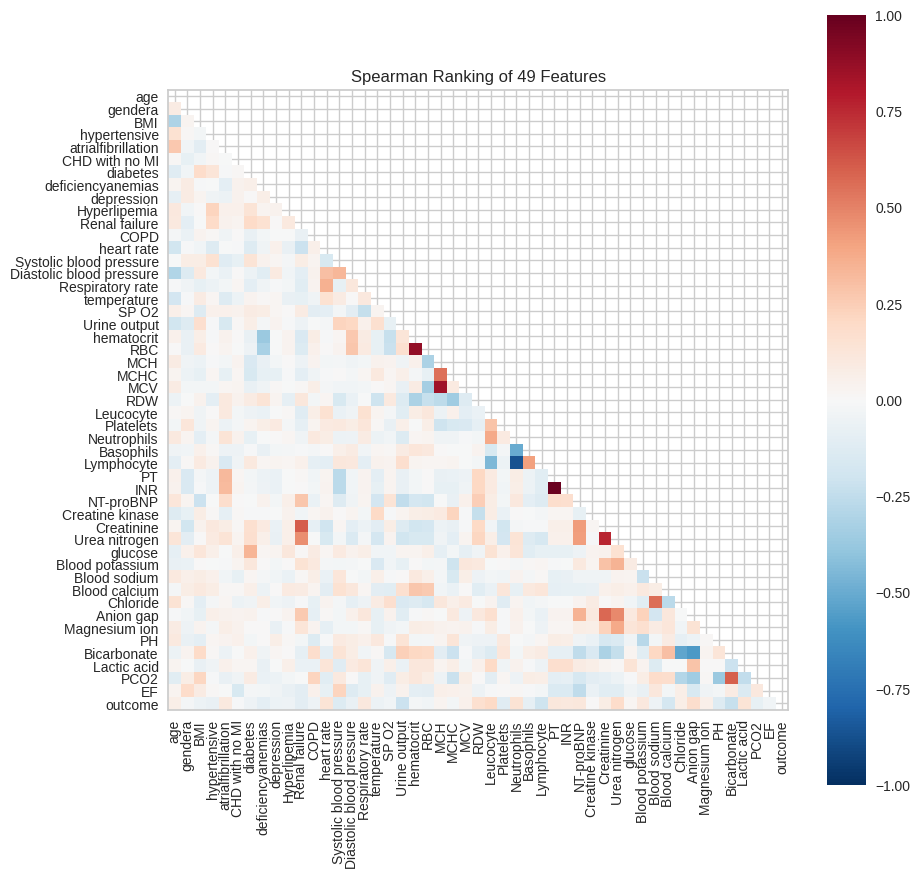 Spearman Ranking of 49 Features
age
gendera
BMI
hypertensive
atrialfibrillation
CHD with no MI
diabetes
deficiencyanemias
depression
Hyperlipemia
Renal failure
COPD
heart rate
Systolic blood pressure
Diastolic blood pressure
Respiratory rate
temperature
SP O2
Urine output
hematocrit
RBC
MCH
MCHC
MCV
RDW
Leucocyte
Platelets
Neutrophils
Basophils
Lymphocyte
PT
INR
NT-proBNP
Creatine kinase
Creatinine
Urea nitrogen
glucose
Blood potassium
Blood sodium
Blood calcium
Chloride
Anion gap
Magnesium ion
PH
Bicarbonate
Lactic acid
PCO2
EF
outcome
age
gendera
BMI
hypertensive
atrialfibrillation
CHD with no MI
diabetes
deficiencyanemias
depression
Hyperlipemia
Renal failure
COPD
heart rate
Systolic blood pressure
Diastolic blood pressure
Respiratory rate
temperature
SP O2
Urine output
hematocrit
RBC
MCH
MCHC
MCV
RDW
Leucocyte
Platelets
Neutrophils
Basophils
Lymphocyte
PT
INR
NT-proBNP
Creatine kinase
Creatinine
Urea nitrogen
glucose
Blood potassium
Blood sodium
Blood calcium
Chloride
Anion gap
Magnesium ion
PH
Bicarbonate
Lactic acid
PCO2
EF
outcome
1.00
0.75
0.50
0.25
0.00
−0.25
−0.50
−0.75
−1.00